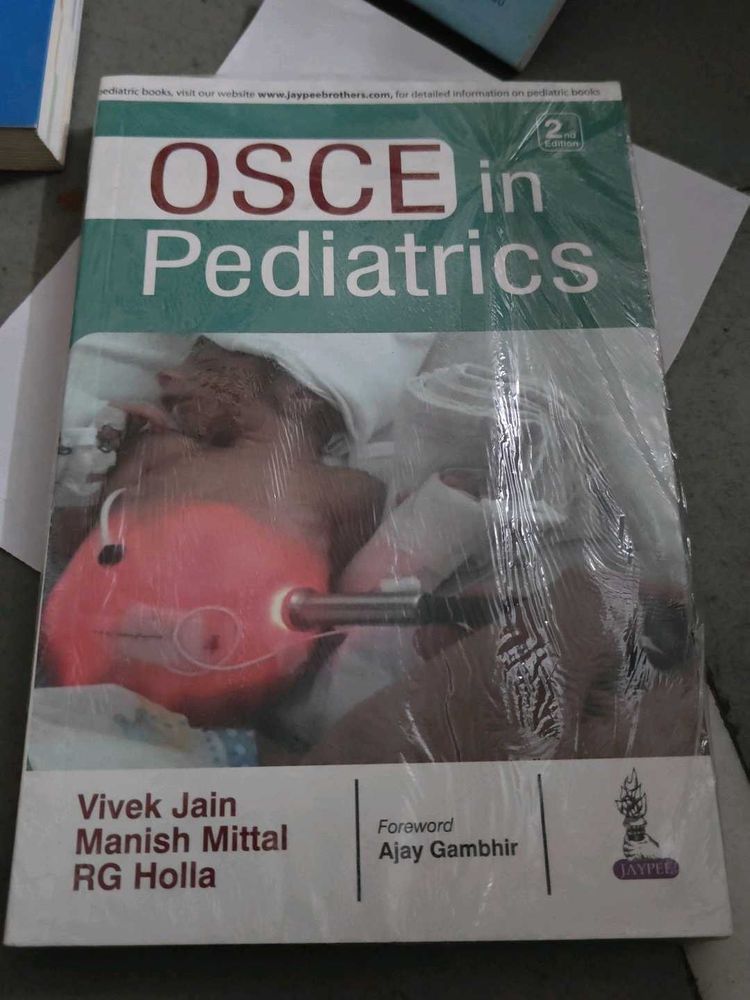 pediatric books, visit our website www.jaypeebrothers.com, for detailed information on pediatric books
2nd
Edition
OSCE in
Pediatrics
Vivek Jain
Manish Mittal
RG Holla
Foreword
Ajay Gambhir
JAYPEE